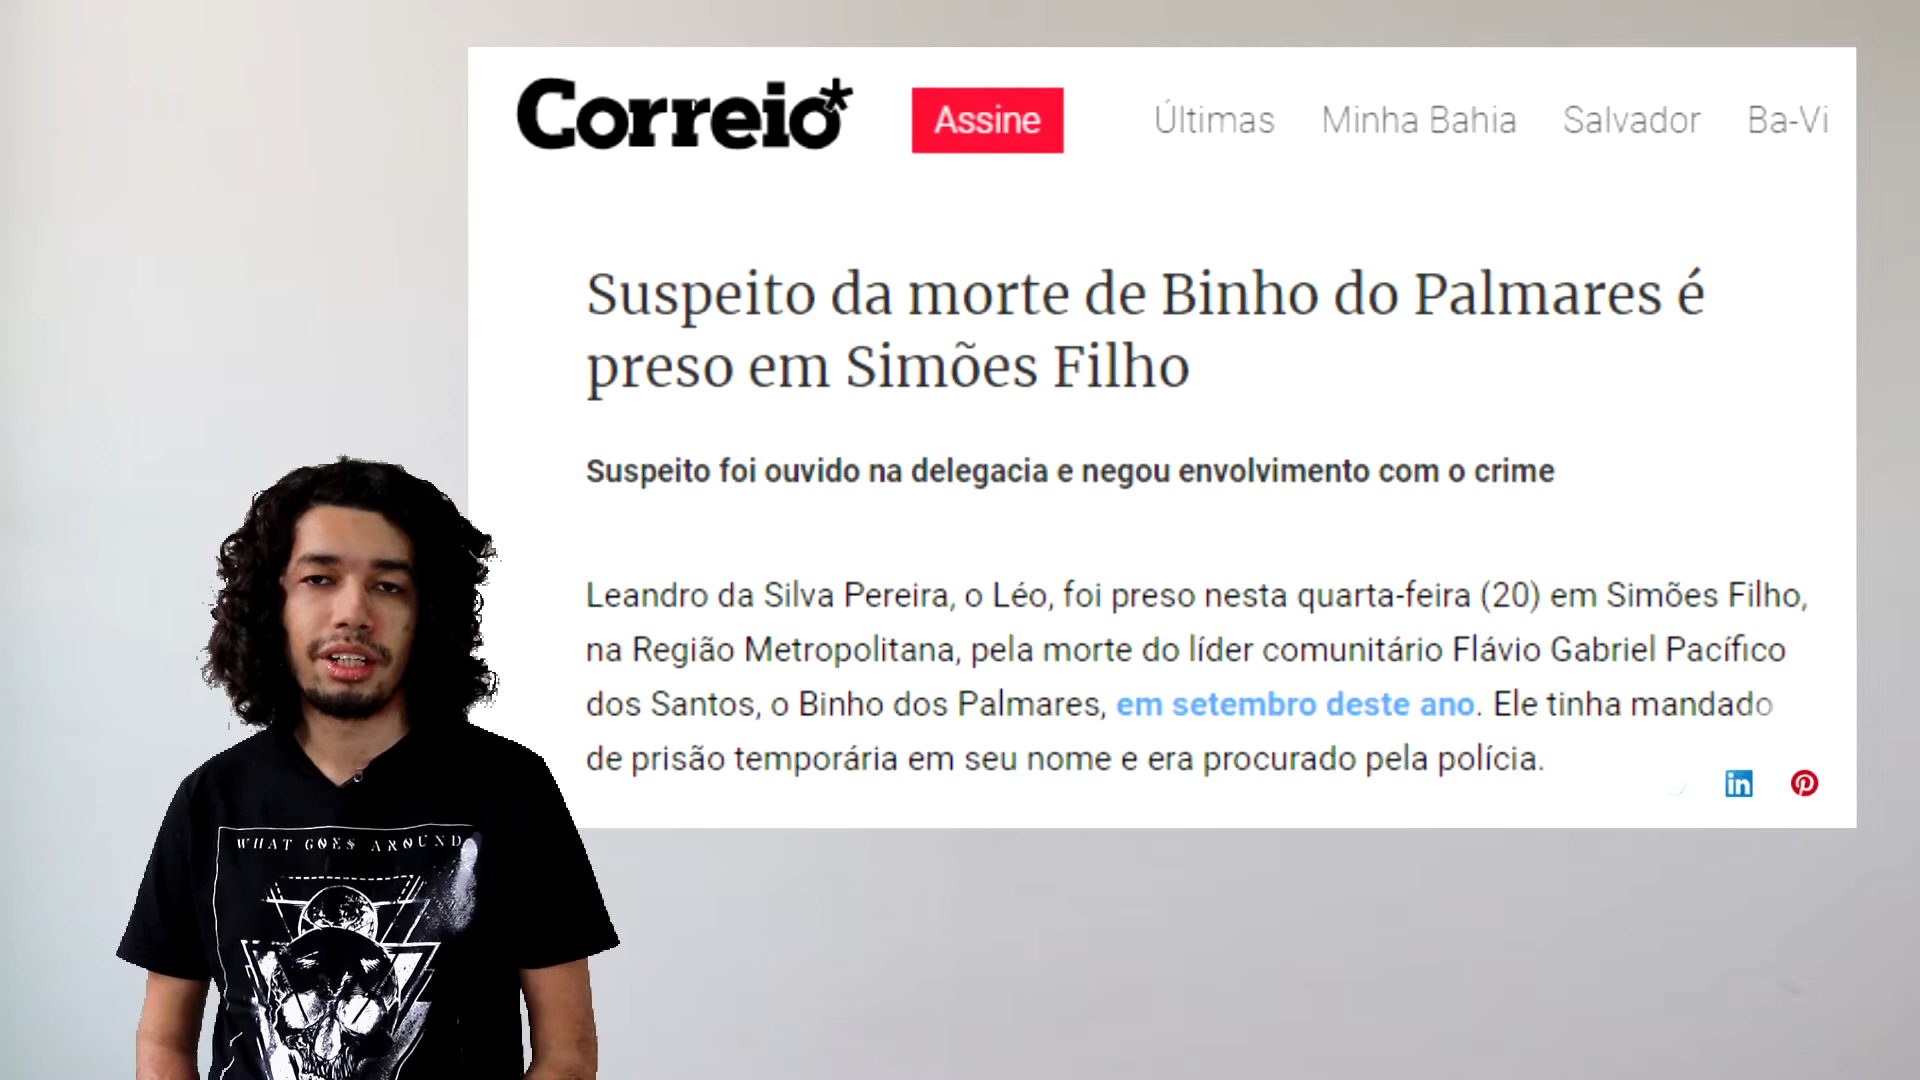 Correio*
Assine
Últimas
Minha Bahia
Salvador
Ba-Vi
Suspeito da morte de Binho do Palmares é
preso em Simões Filho
Suspeito foi ouvido na delegacia e negou envolvimento com o crime
Leandro da Silva Pereira, o Léo, foi preso nesta quarta-feira (20) em Simões Filho,
na Região Metropolitana, pela morte do líder comunitário Flávio Gabriel Pacífico
dos Santos, o Binho dos Palmares, em setembro deste ano. Ele tinha mandado
de prisão temporária em seu nome e era procurado pela polícia.
in
WHAT GOES AROUND